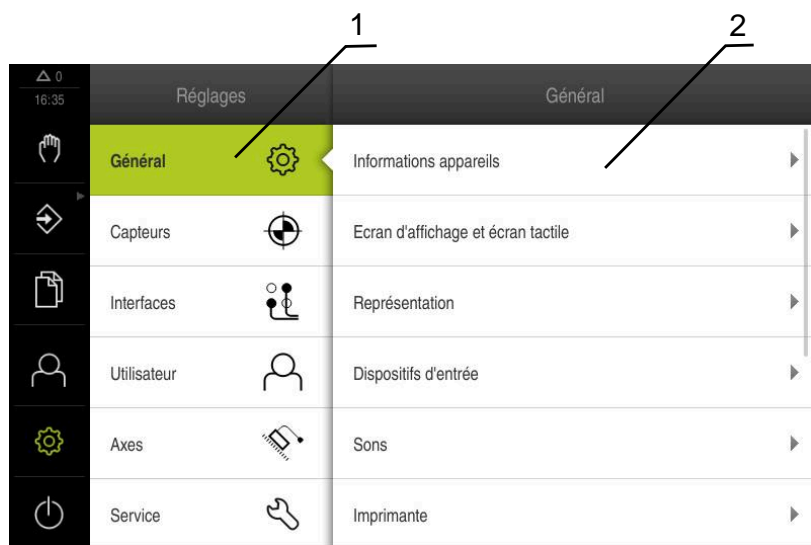 1
2
0
16:35
Réglages
Général
Général
Informations appareils
Capteurs
Ecran d'affichage et écran tactile
Interfaces
Représentation
Utilisateur
Dispositifs d'entrée
Axes
Sons
Service
Imprimante